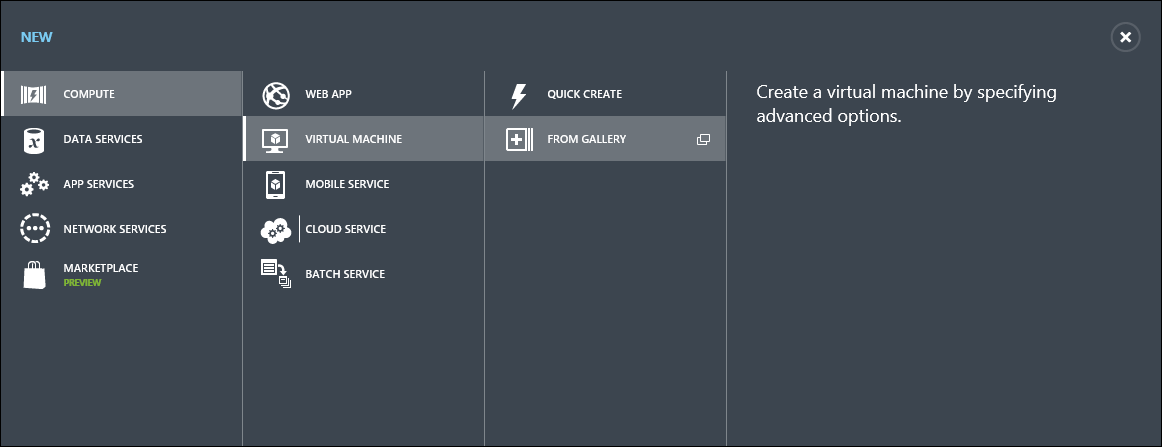 NEW
COMPUTE
DATA SERVICES
APP SERVICES
NETWORK SERVICES
MARKETPLACE
PREVIEW
WEB APP
VIRTUAL MACHINE
MOBILE SERVICE
CLOUD SERVICE
BATCH SERVICE
QUICK CREATE
FROM GALLERY
Create a virtual machine by specifying
advanced options.